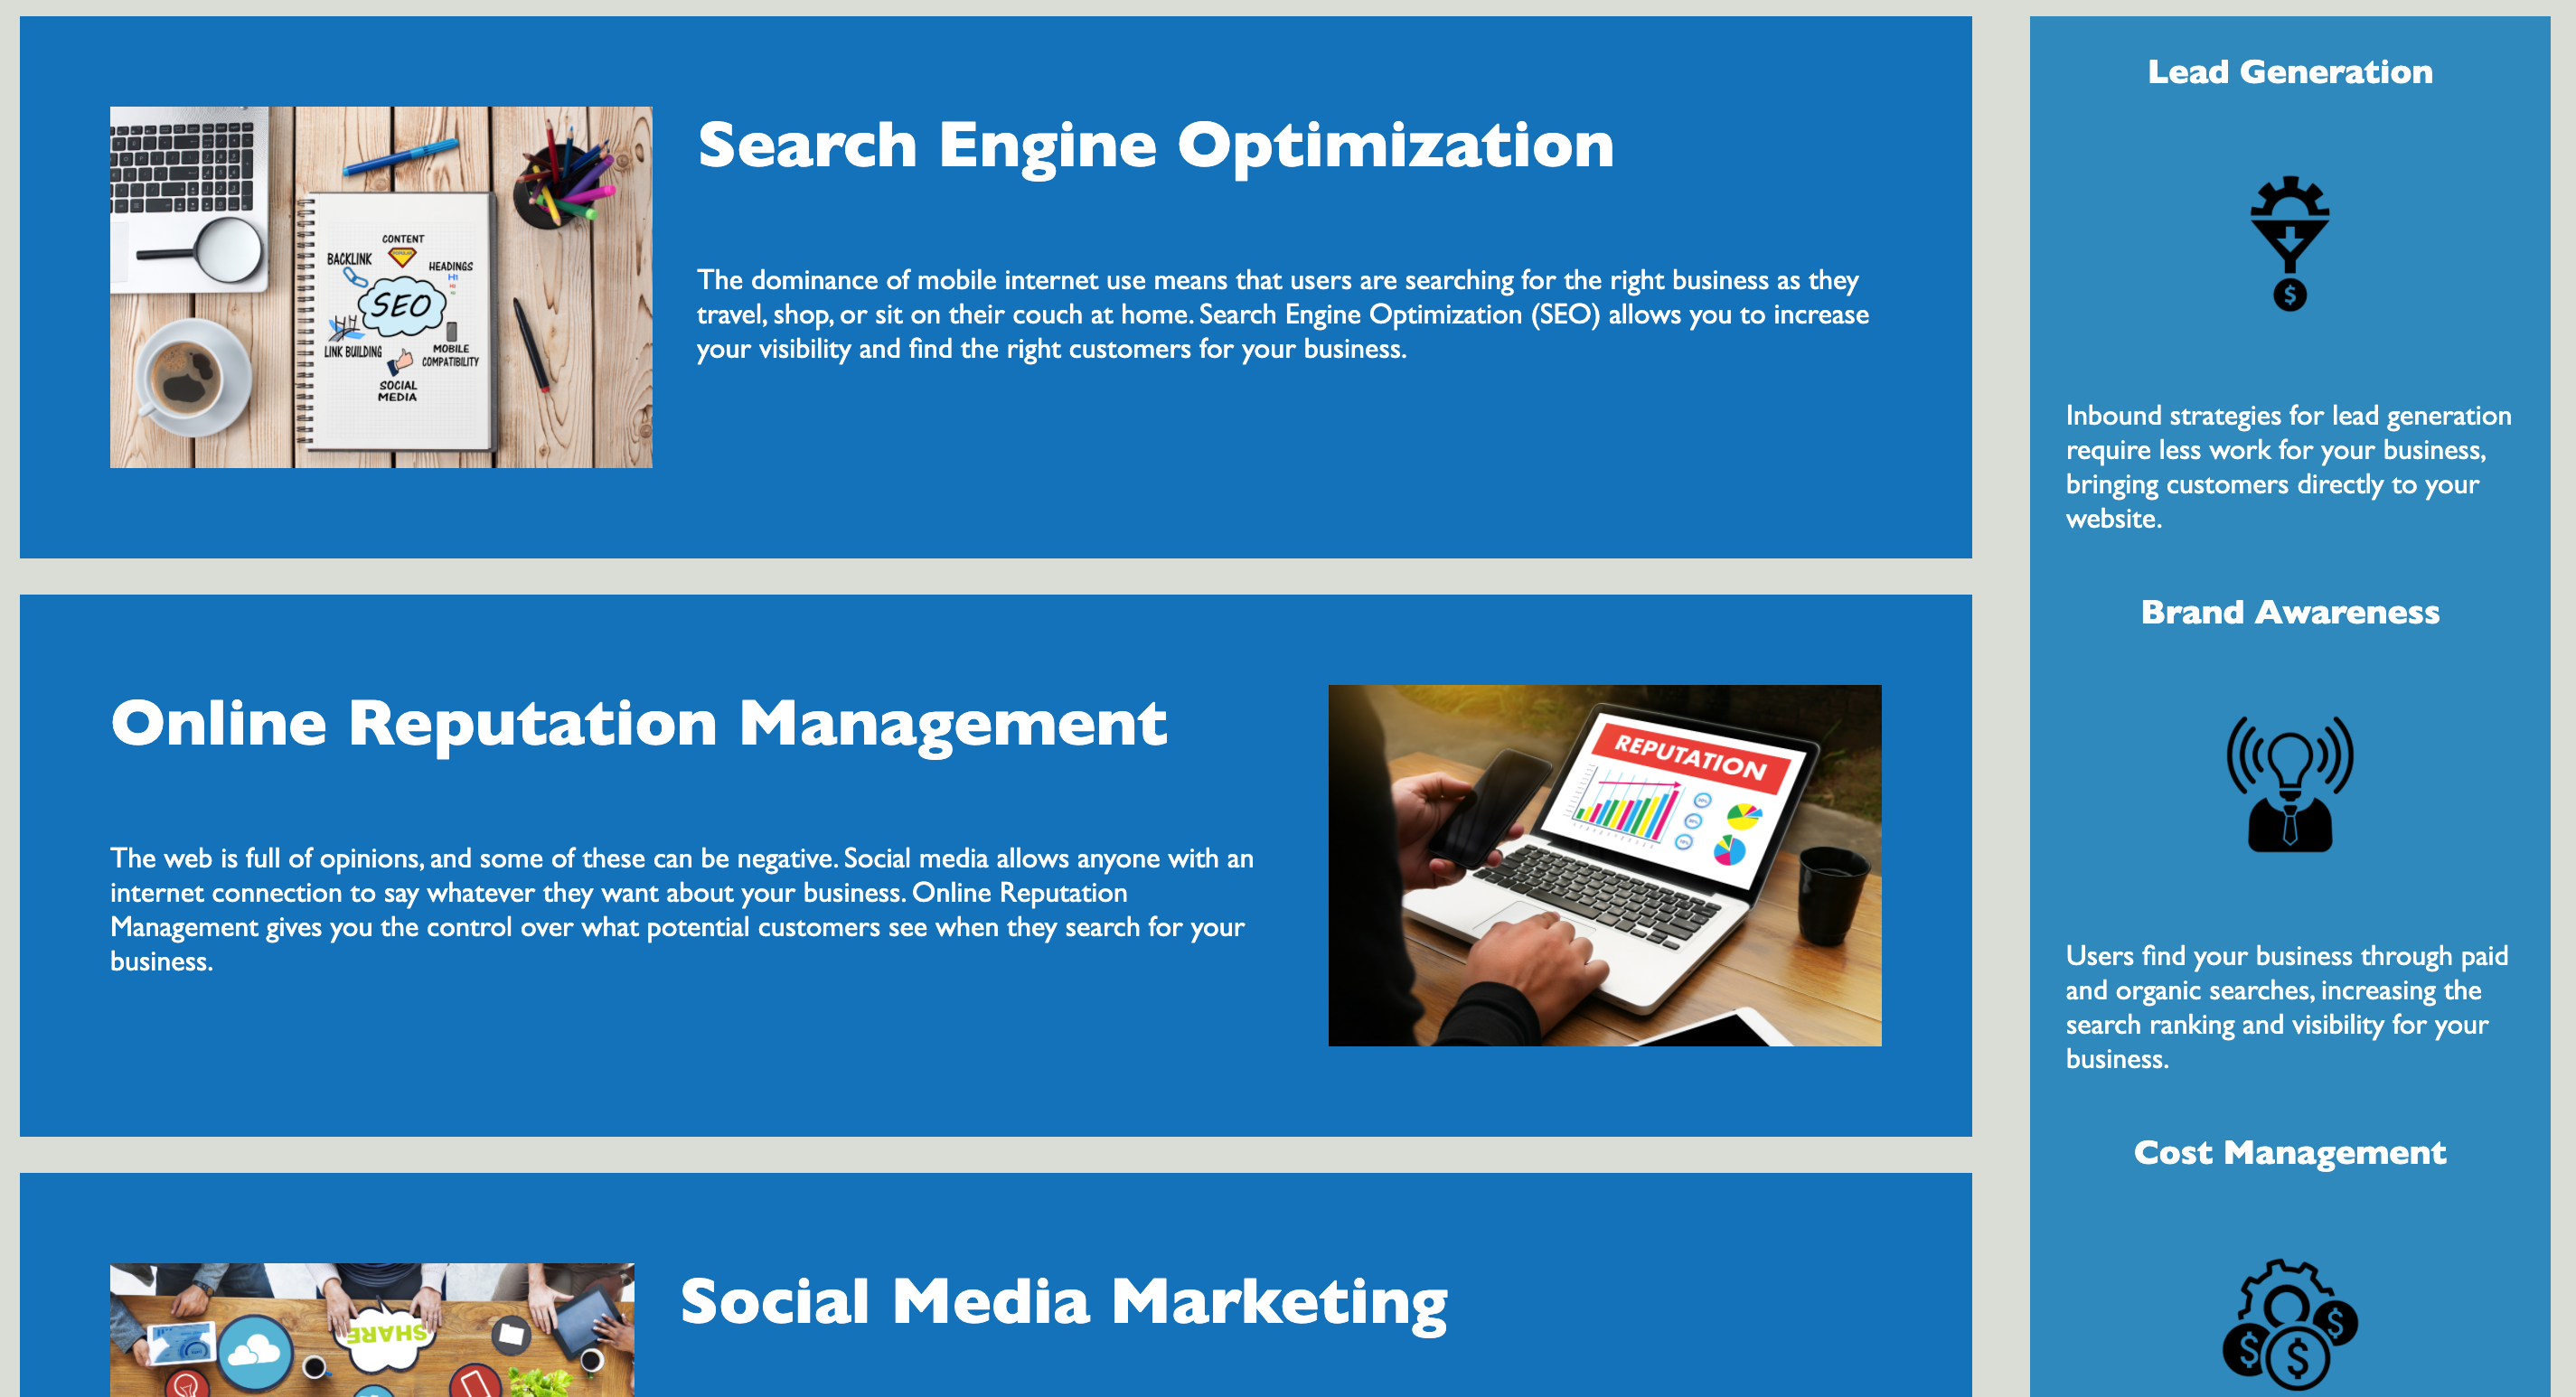 Search Engine Optimization
CONTENT
POPULAR
BACKLINK
HEADINGS
H1
SEO
LINK BUILDING
MOBILE
COMPATIBILITY
SOCIAL
MEDIA
The dominance of mobile internet use means that users are searching for the right business as they
travel, shop, or sit on their couch at home. Search Engine Optimization (SEO) allows you to increase
your visibility and find the right customers for your business.
Online Reputation Management
The web is full of opinions, and some of these can be negative. Social media allows anyone with an
internet connection to say whatever they want about your business. Online Reputation
Management gives you the control over what potential customers see when they search for your
business.
REPUTATION
Social Media Marketing
SHARE
Lead Generation
$
Inbound strategies for lead generation
require less work for your business,
bringing customers directly to your
website.
Brand Awareness
Users find your business through paid
and organic searches, increasing the
search ranking and visibility for your
business.
Cost Management
$ $ $